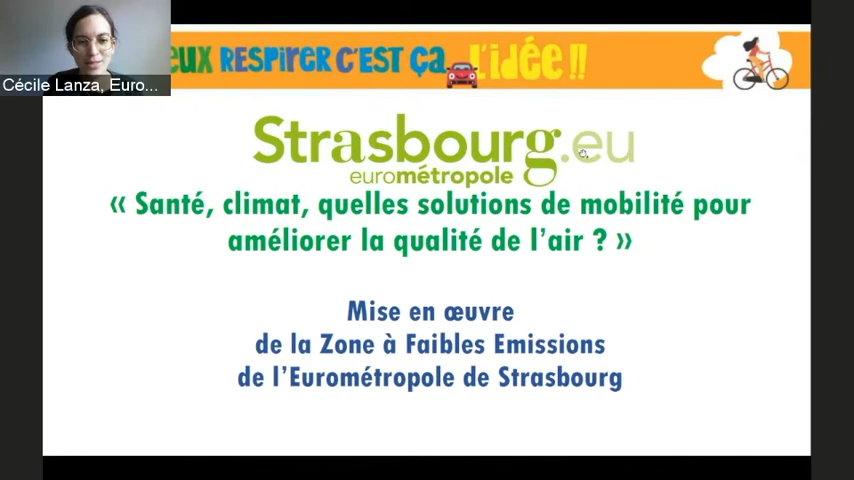 EUX RESPIRER C'EST ÇA L'IDÉE !!
Cécile Lanza, Euro...
Strasbourg.eu
eurométropole
« Santé, climat, quelles solutions de mobilité pour
améliorer la qualité de l'air ? »
Mise en œuvre
de la Zone à Faibles Emissions
de l'Eurométropole de Strasbourg